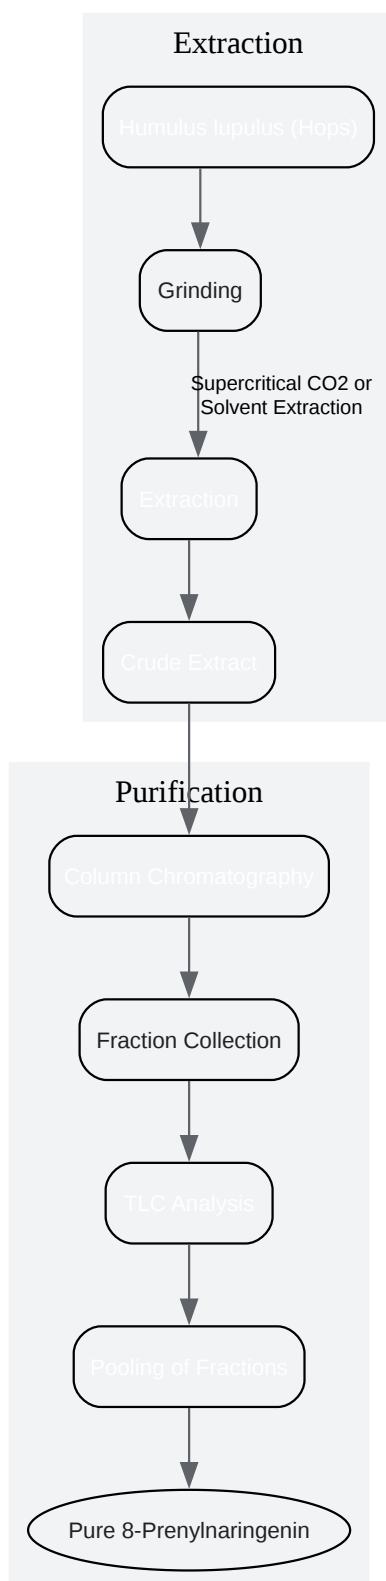 Extraction
Humulus lupulus (Hops)
Grinding
Supercritical CO2 or
Solvent Extraction
Extraction
Crude Extract
Purification
Column Chromatography
Fraction Collection
TLC Analysis
Pooling of Fractions
Pure 8-Prenylnaringenin